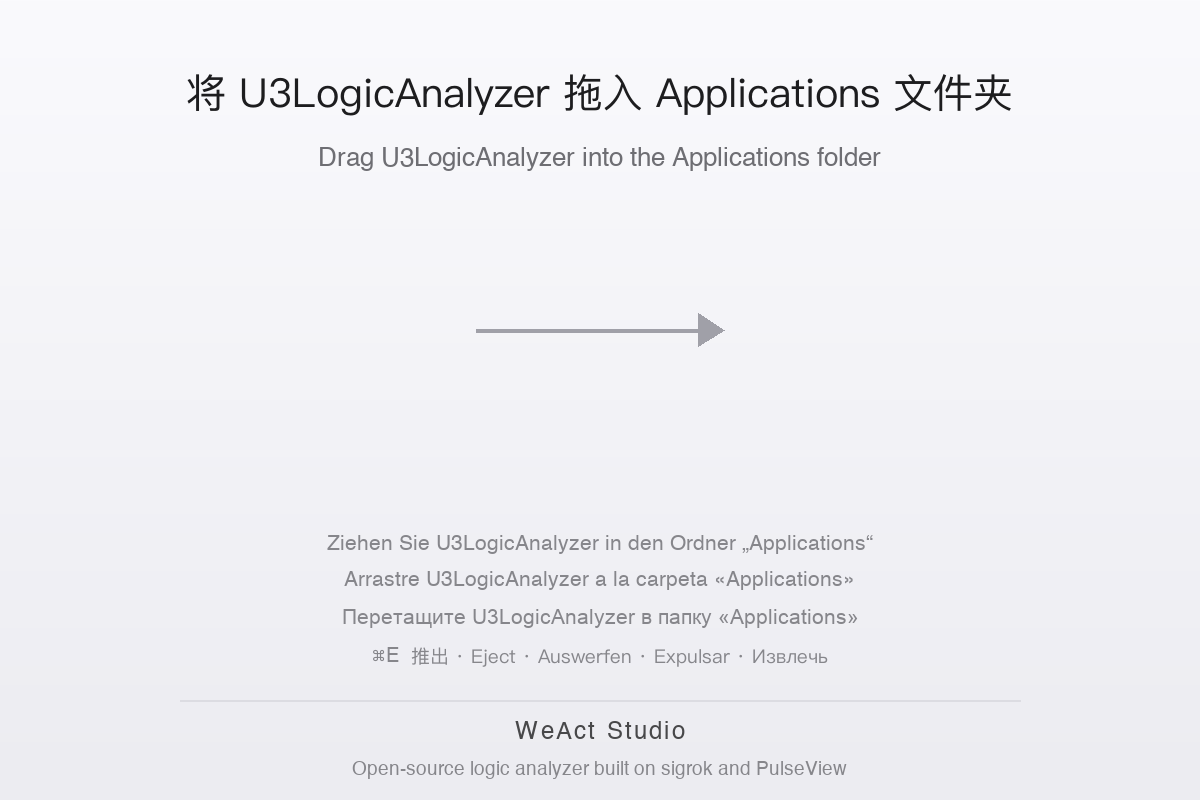 将 U3LogicAnalyzer 拖入 Applications 文件夹
Drag U3LogicAnalyzer into the Applications folder
Ziehen Sie U3LogicAnalyzer in den Ordner „Applications“
Arrastre U3LogicAnalyzer a la carpeta «Applications»
Перетащите U3LogicAnalyzer в папку «Applications»
⌘E 推出 · Eject · Auswerfen · Expulsar · Извлечь
WeAct Studio
Open-source logic analyzer built on sigrok and PulseView